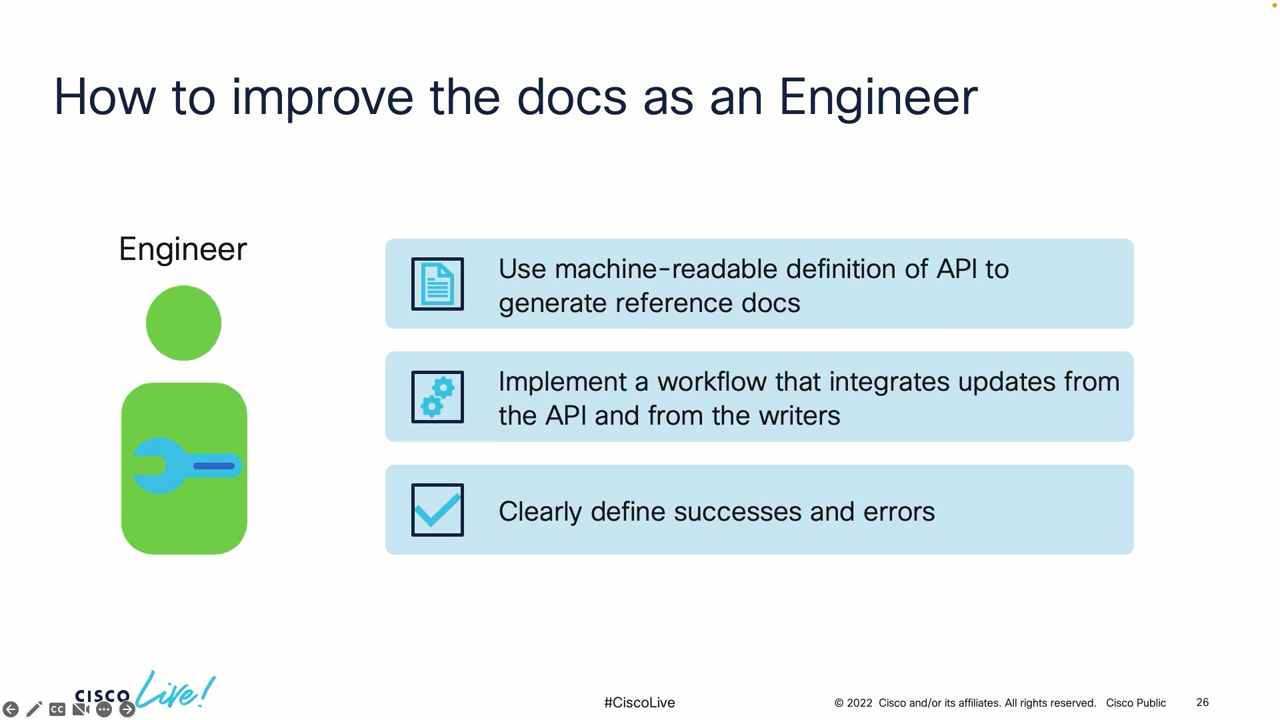 How to improve the docs as an Engineer
Engineer
Use machine-readable definition of API to
generate reference docs
Implement a workflow that integrates updates from
the API and from the writers
Clearly define successes and errors
CISCO Live!
CC
#CiscoLive
© 2022 Cisco and/or its affiliates. All rights reserved. Cisco Public
26